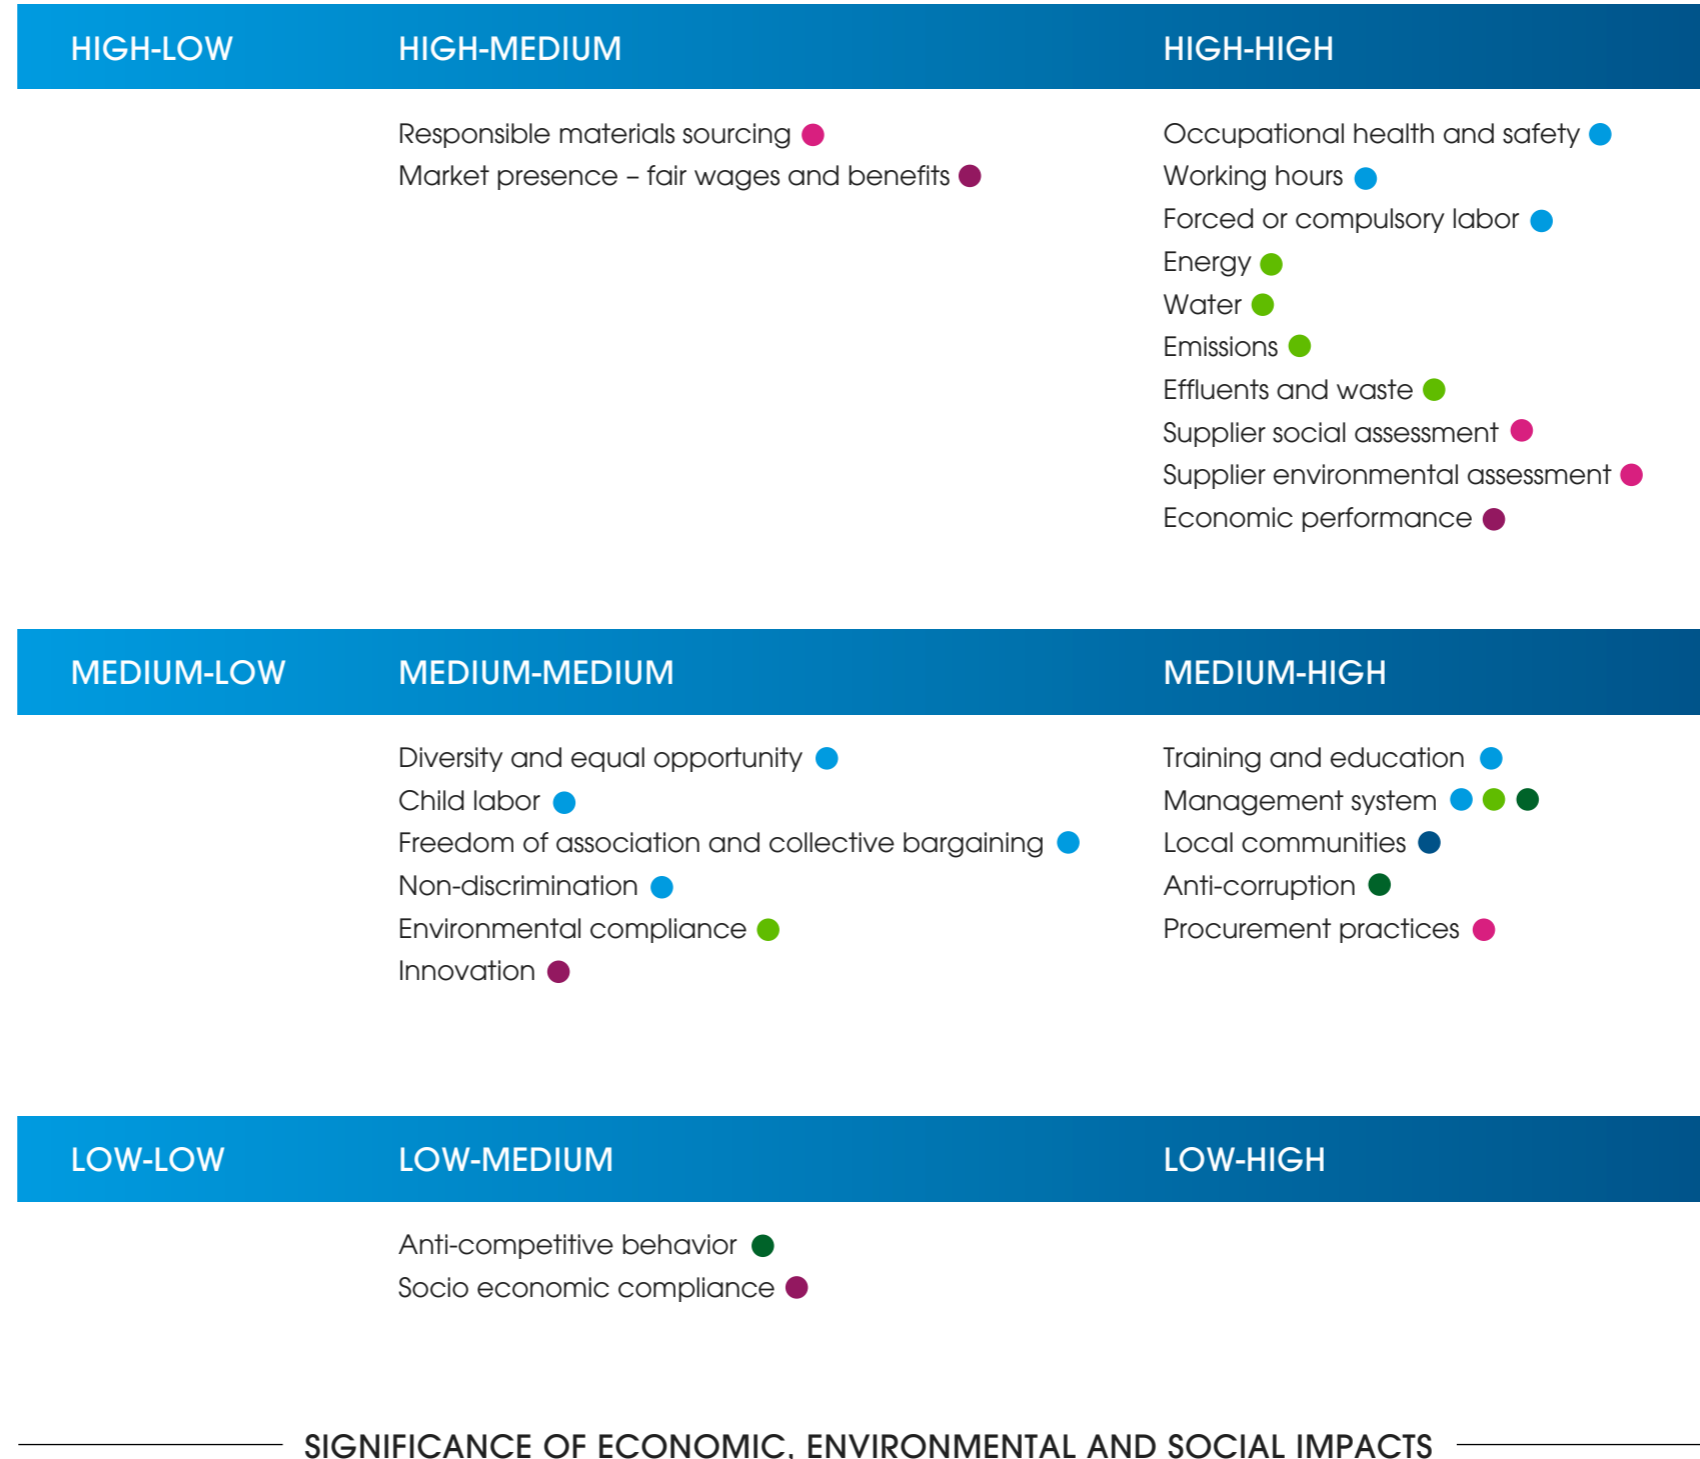 HIGH-LOW HIGH-MEDIUM HIGH-HIGH
Responsible materials sourcing
Market presence – fair wages and benefits
Occupational health and safety
Working hours
Forced or compulsory labor
Energy
Water
Emissions
Effluents and waste
Supplier social assessment
Supplier environmental assessment
Economic performance
MEDIUM-LOW MEDIUM-MEDIUM MEDIUM-HIGH
Diversity and equal opportunity
Child labor
Freedom of association and collective bargaining
Non-discrimination
Environmental compliance
Innovation
Training and education
Management system
Local communities
Anti-corruption
Procurement practices
LOW-LOW LOW-MEDIUM LOW-HIGH
Anti-competitive behavior
Socio economic compliance
SIGNIFICANCE OF ECONOMIC, ENVIRONMENTAL AND SOCIAL IMPACTS